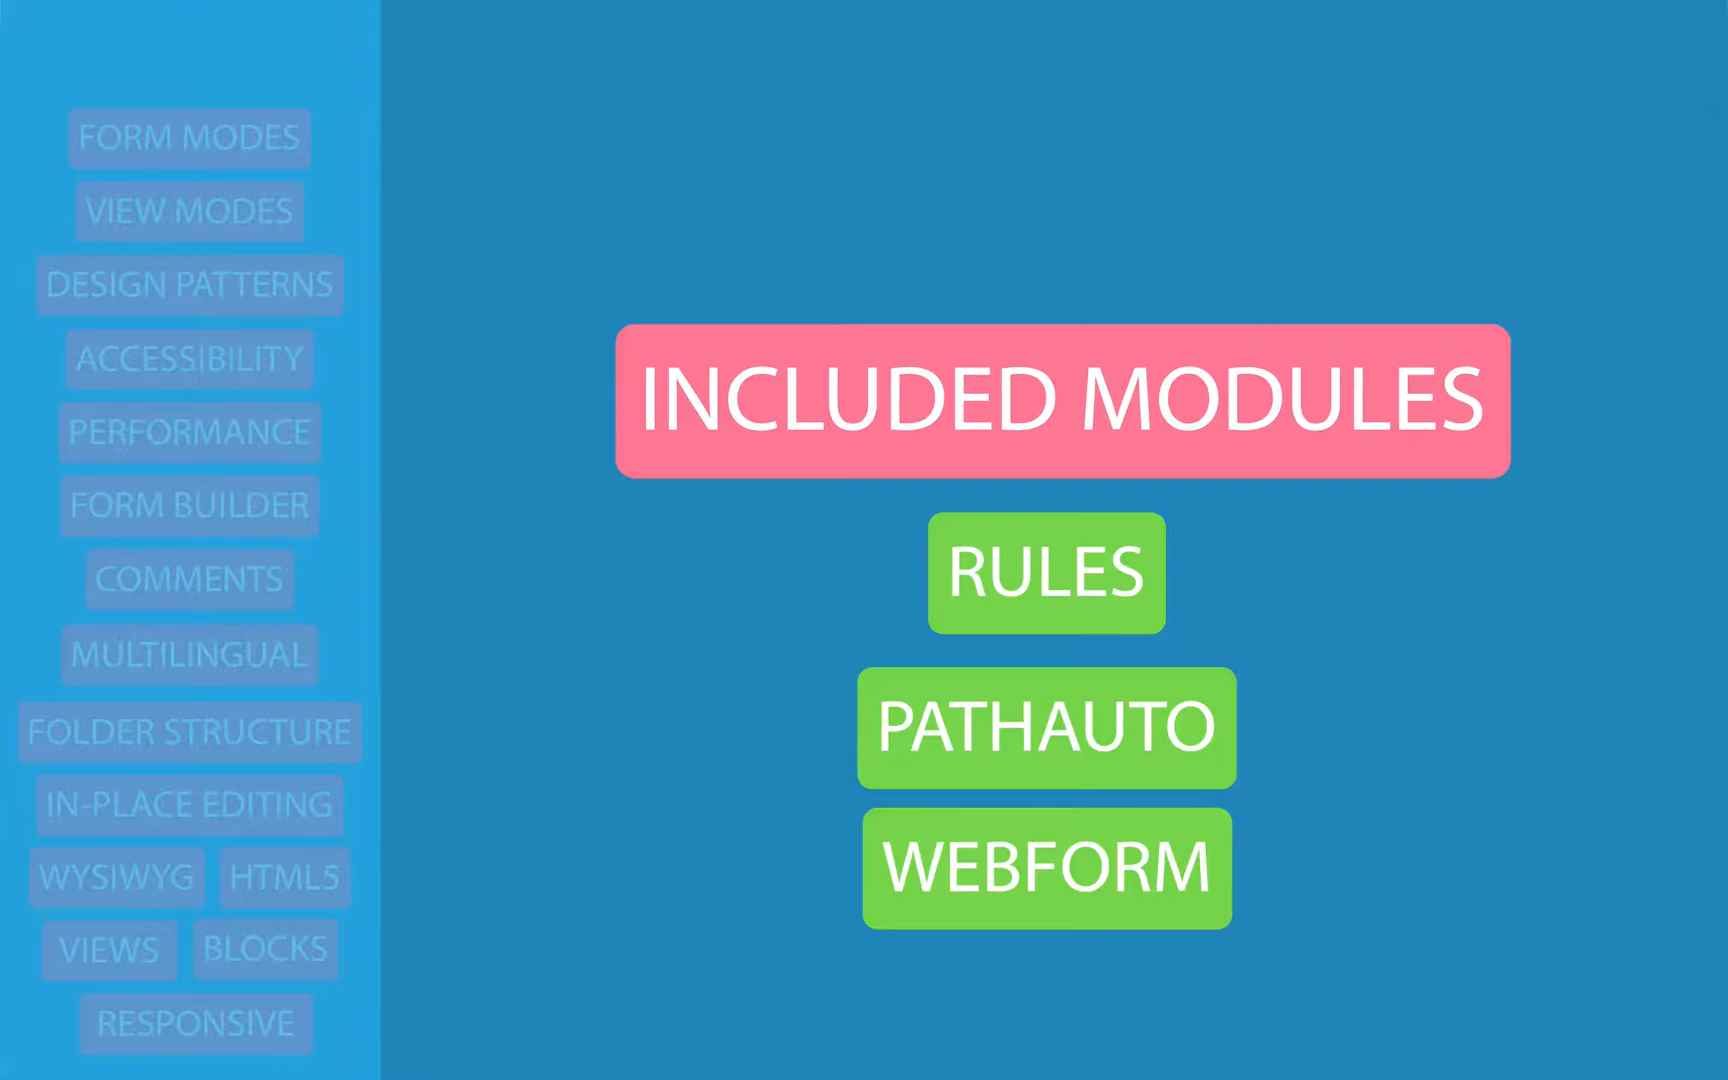 FORM MODES
VIEW MODES
DESIGN PATTERNS
ACCESSIBILITY
PERFORMANCE
FORM BUILDER
COMMENTS
MULTILINGUAL
FOLDER STRUCTURE
IN-PLACE EDITING
WYSIWYG HTML5
VIEWS BLOCKS
RESPONSIVE
INCLUDED MODULES
RULES
PATHAUTO
WEBFORM